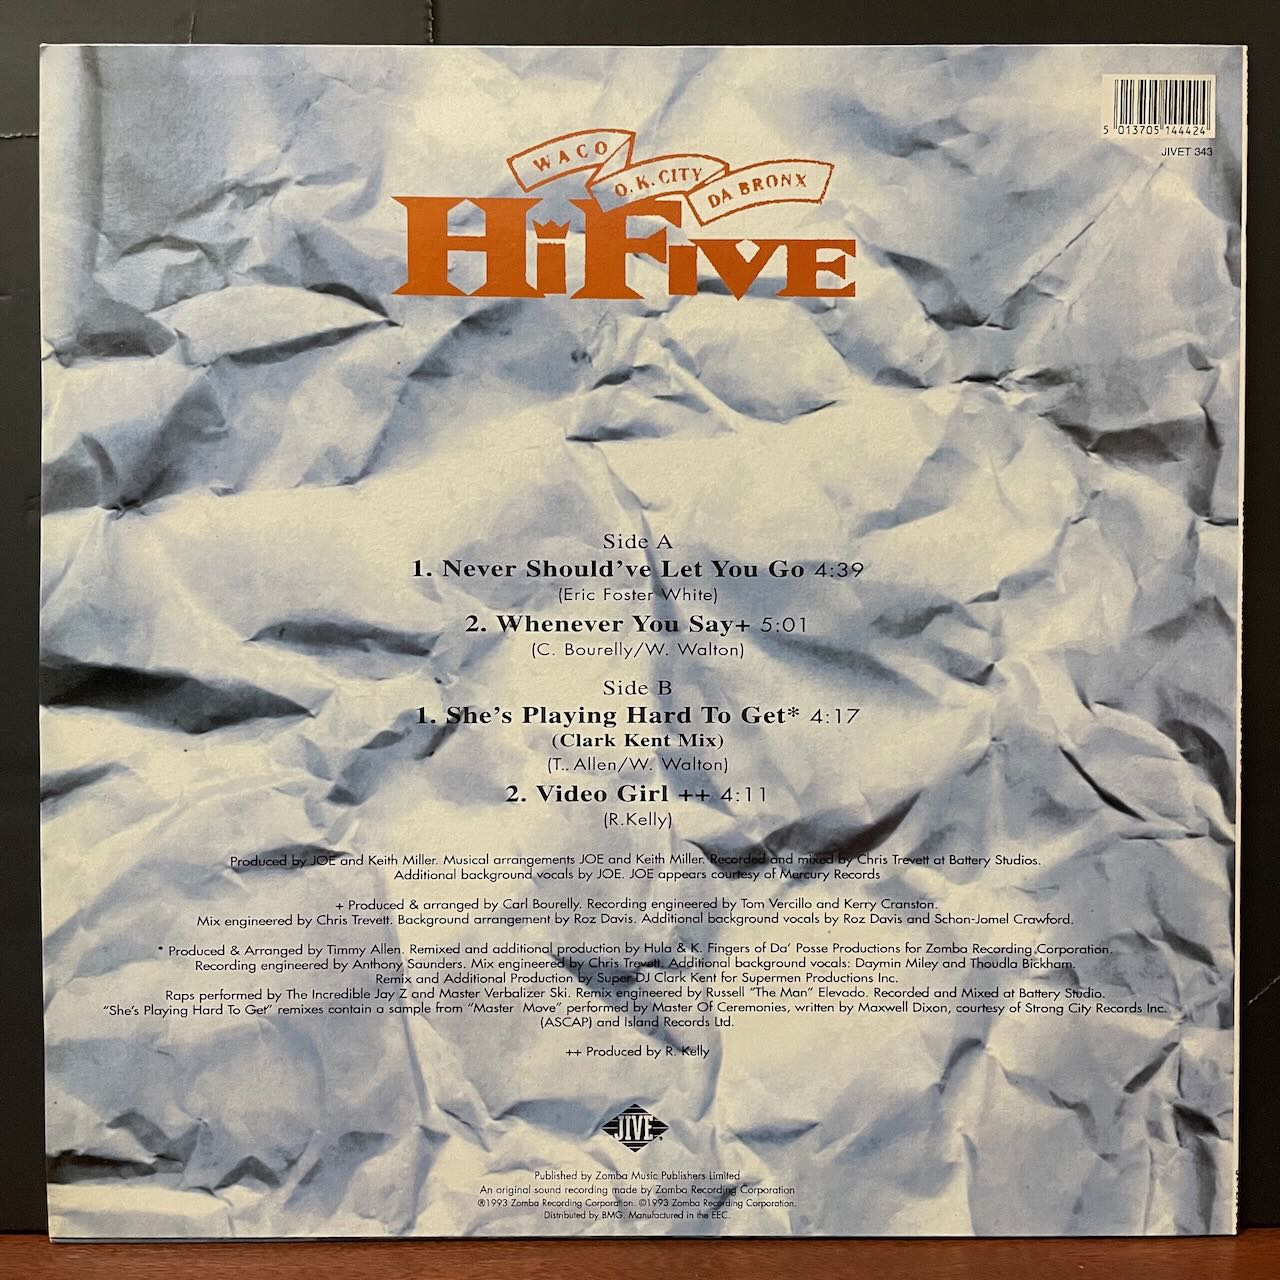 5 013705 144424
JIVET 343
WACO
O.K. CITY
DA BRONX
HiFiVE
Side A
1. Never Should've Let You Go 4:39
(Eric Foster White)
2. Whenever You Say+ 5:01
(C. Bourelly/W. Walton)
Side B
1. She's Playing Hard To Get* 4:17
(Clark Kent Mix)
(T. Allen/W. Walton)
2. Video Girl ++ 4:11
(R.Kelly)
Produced by JOE and Keith Miller. Musical arrangements JOE and Keith Miller. Recorded and mixed by Chris Trevett at Battery Studios.
Additional background vocals by JOE. JOE appears courtesy of Mercury Records
+ Produced & arranged by Carl Bourelly. Recording engineered by Tom Vercillo and Kerry Cranston.
Mix engineered by Chris Trevett. Background arrangement by Roz Davis. Additional background vocals by Roz Davis and Schon-Jomel Crawford.
* Produced & Arranged by Timmy Allen. Remixed and additional production by Hula & K. Fingers of Da' Posse Productions for Zomba Recording Corporation.
Recording engineered by Anthony Saunders. Mix engineered by Chris Trevett. Additional background vocals: Daymin Miley and Thoudla Bickham.
Remix and Additional Production by Super DJ Clark Kent for Supermen Productions Inc.
Raps performed by The Incredible Jay Z and Master Verbalizer Ski. Remix engineered by Russell "The Man" Elevado. Recorded and Mixed at Battery Studio.
"She's Playing Hard To Get" remixes contain a sample from "Master Move" performed by Master Of Ceremonies, written by Maxwell Dixon, courtesy of Strong City Records Inc.
(ASCAP) and Island Records Ltd.
++ Produced by R. Kelly
JIVE
Published by Zomba Music Publishers Limited
An original sound recording made by Zomba Recording Corporation
℗1993 Zomba Recording Corporation. ©1993 Zomba Recording Corporation.
Distributed by BMG. Manufactured in the EEC.